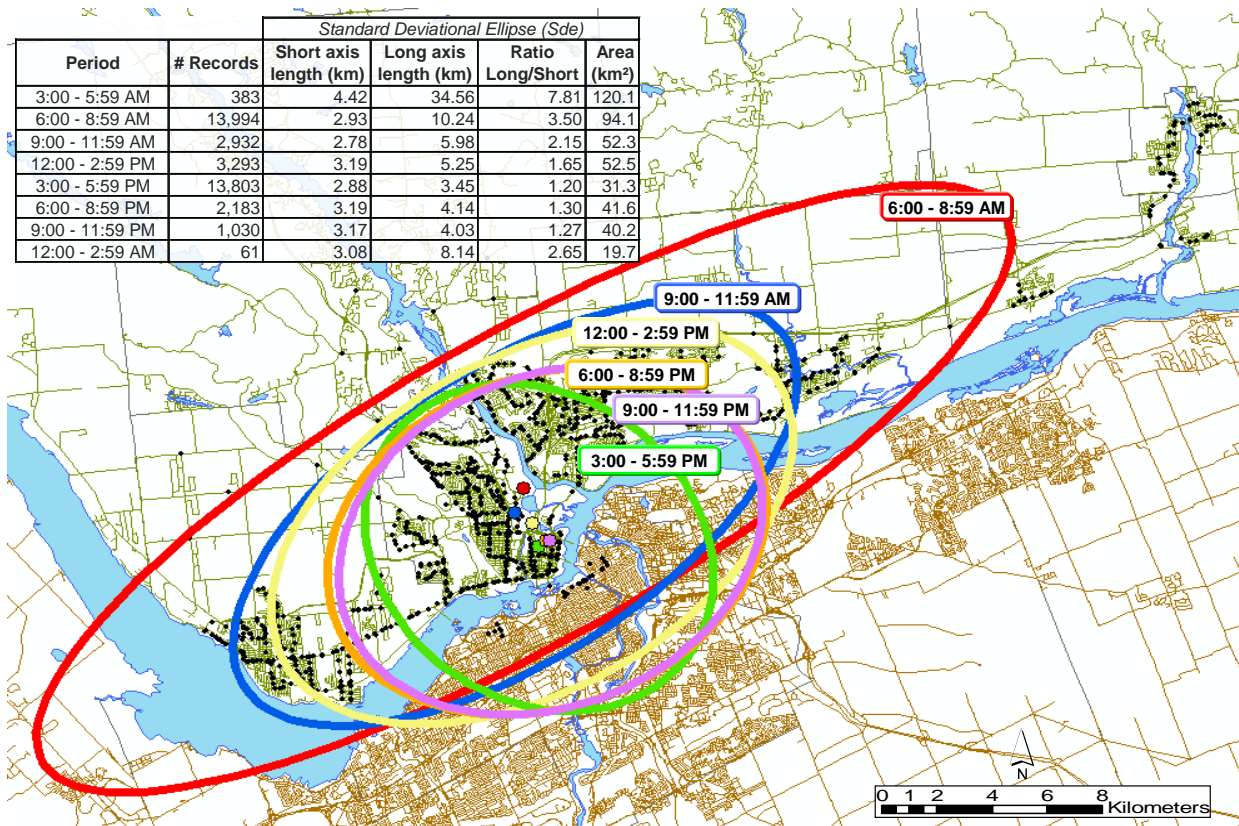 Standard Deviational Ellipse (Sde)
Period # Records Short axis length (km) Long axis length (km) Ratio Long/Short Area (km²)
3:00 - 5:59 AM 383 4.42 34.56 7.81 120.1
6:00 - 8:59 AM 13,994 2.93 10.24 3.50 94.1
9:00 - 11:59 AM 2,932 2.78 5.98 2.15 52.3
12:00 - 2:59 PM 3,293 3.19 5.25 1.65 52.5
3:00 - 5:59 PM 13,803 2.88 3.45 1.20 31.3
6:00 - 8:59 PM 2,183 3.19 4.14 1.30 41.6
9:00 - 11:59 PM 1,030 3.17 4.03 1.27 40.2
12:00 - 2:59 AM 61 3.08 8.14 2.65 19.7
6:00 - 8:59 AM
9:00 - 11:59 AM
12:00 - 2:59 PM
6:00 - 8:59 PM
9:00 - 11:59 PM
3:00 - 5:59 PM
N
0 1 2 4 6 8
Kilometers